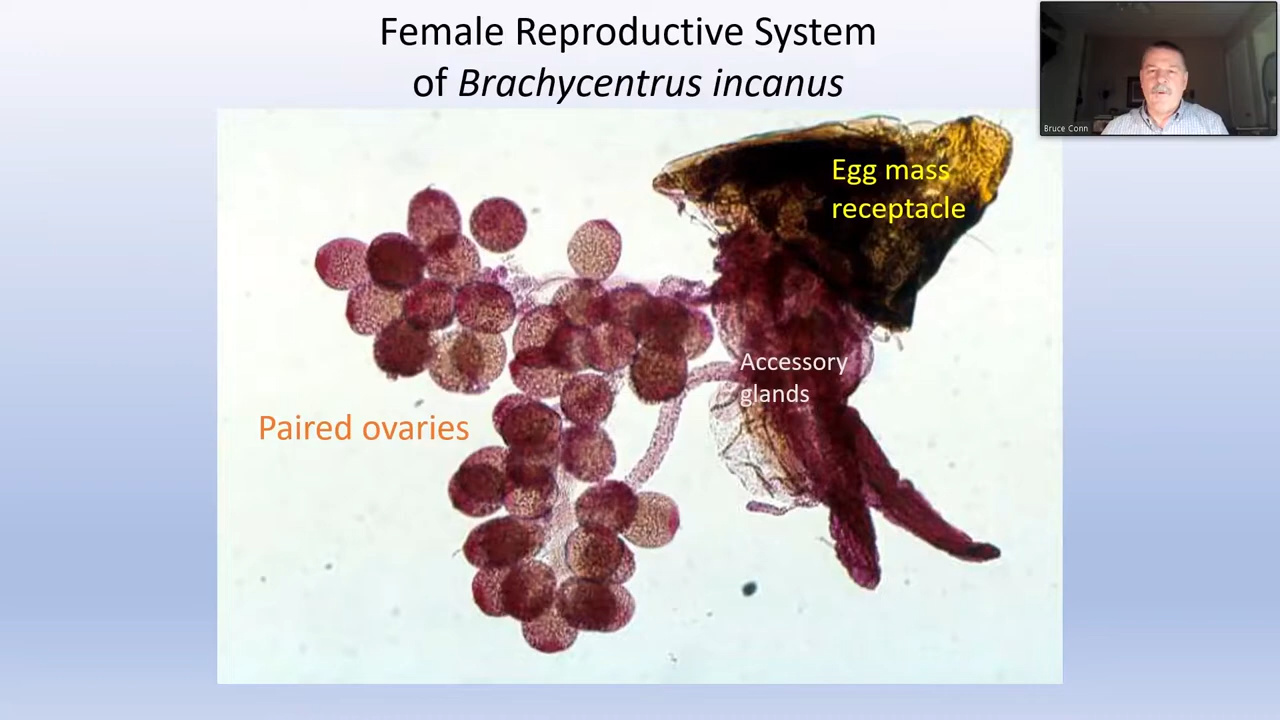 Female Reproductive System
of Brachycentrus incanus
Bruce Conn
Egg mass
receptacle
Accessory
glands
Paired ovaries